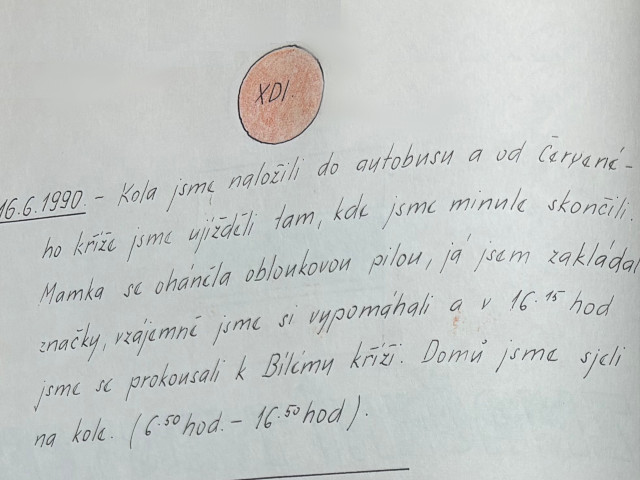 XDI.
16.6.1990. - Kola jsme naložili do autobusu a od Červené-
ho kříže jsme ujížděli tam, kde jsme minule skončili.
Mamka se oháněla obloukovou pilou, já jsem zakládal
značky, vzájemně jsme si vypomáhali a v 16.15 hod
jsme se prokousali k Bílému kříži. Domů jsme sjeli
na kole. (6.50 hod. - 16.50 hod).